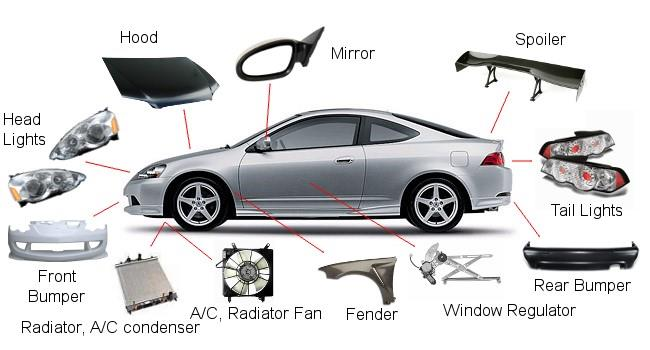 Hood
Mirror
Spoiler
Head
Lights
Tail Lights
Front
Bumper
Radiator, A/C condenser
A/C, Radiator Fan
Fender
Window Regulator
Rear Bumper